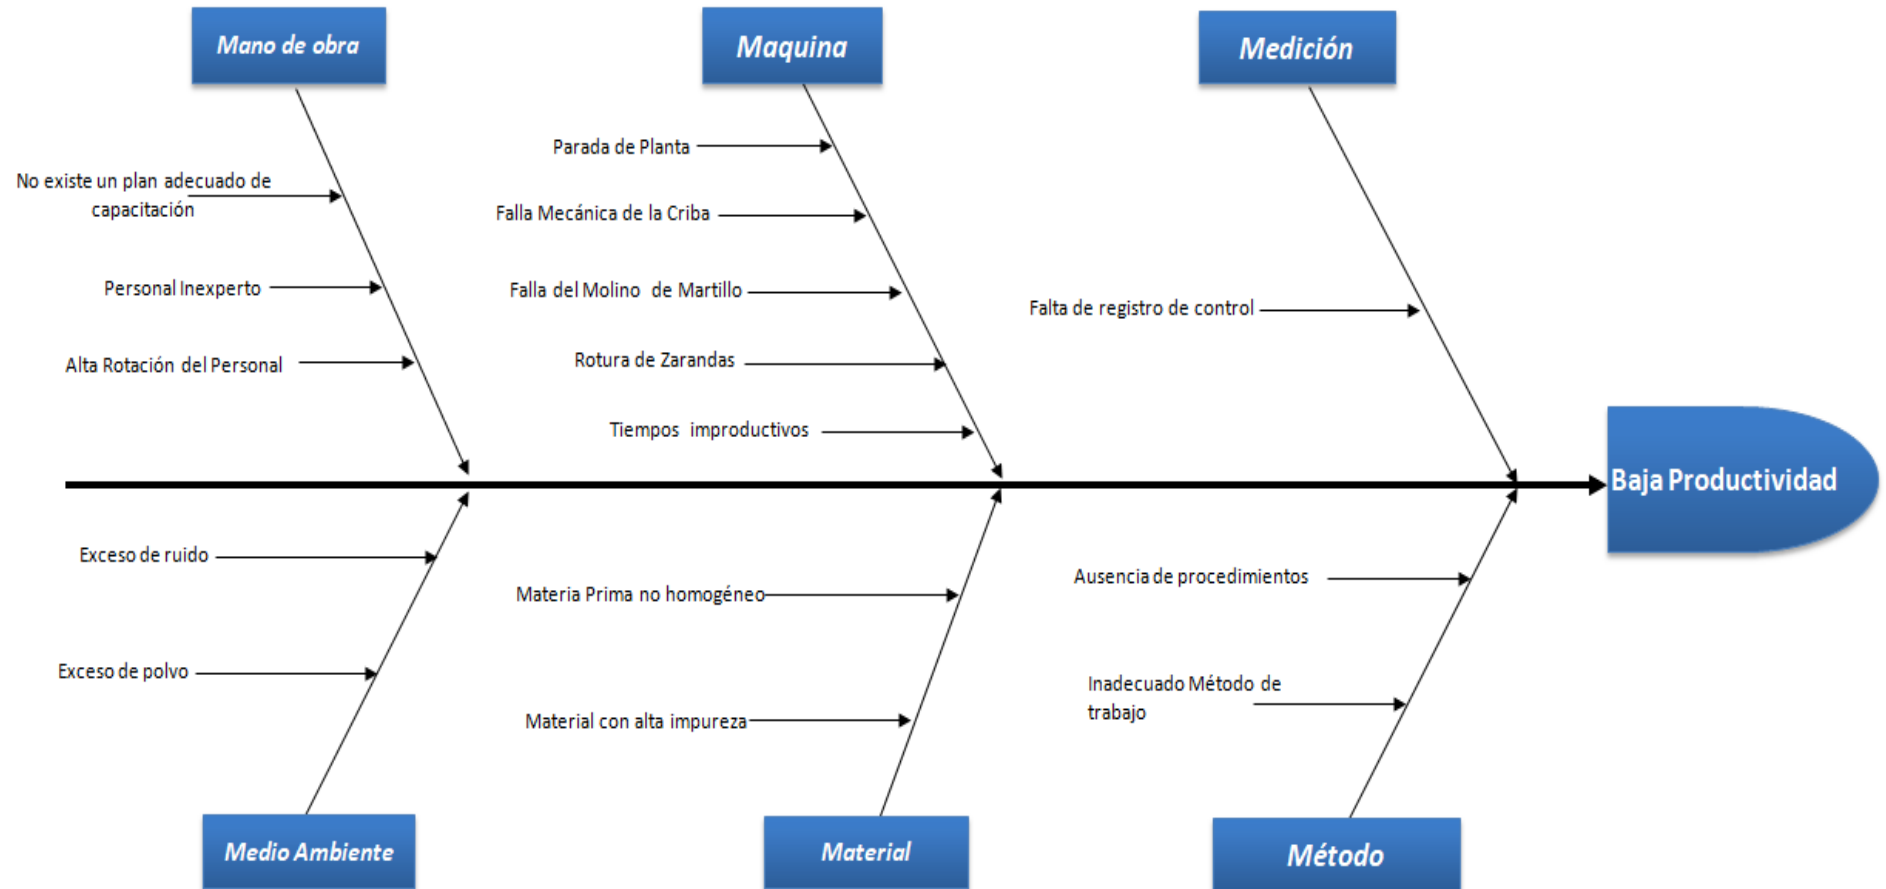 Mano de obra
Maquina
Medición
Parada de Planta
No existe un plan adecuado de
capacitación
Falla Mecánica de la Criba
Personal Inexperto
Falla del Molino de Martillo
Falta de registro de control
Alta Rotación del Personal
Rotura de Zarandas
Tiempos improductivos
Baja Productividad
Exceso de ruido
Materia Prima no homogéneo
Ausencia de procedimientos
Exceso de polvo
Material con alta impureza
Inadecuado Método de
trabajo
Medio Ambiente
Material
Método